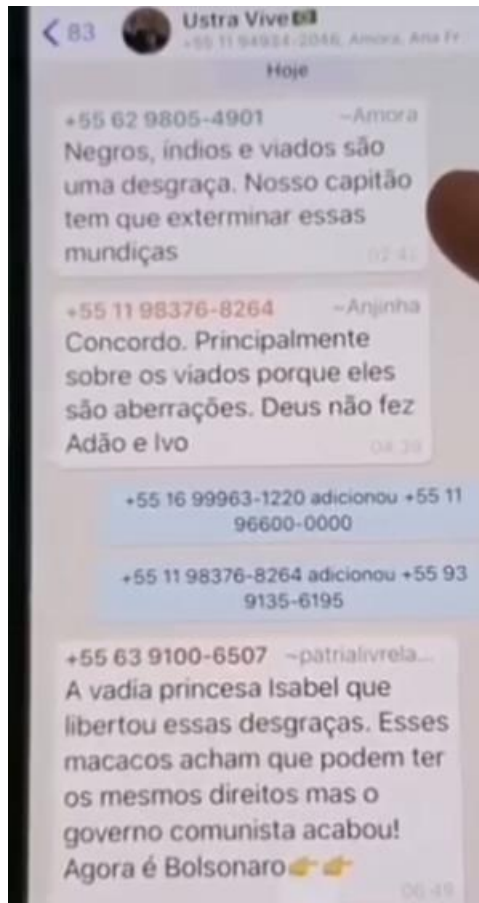 83
Ustra Vive
Amora, Ana Fr
Hoje
+55 62 9805-4901 ~Amora
Negros, índios e viados são
uma desgraça. Nosso capitão
tem que exterminar essas
mundiças
+55 11 98376-8264 ~Anjinha
Concordo. Principalmente
sobre os viados porque eles
são aberrações. Deus não fez
Adão e Ivo
+55 16 99963-1220 adicionou +55 11
96600-0000
+55 11 98376-8264 adicionou +55 93
9135-6195
+55 63 9100-6507 ~patrialivrela...
A vadia princesa Isabel que
libertou essas desgraças. Esses
macacos acham que podem ter
os mesmos direitos mas o
governo comunista acabou!
Agora é Bolsonaro👉👉
06:49